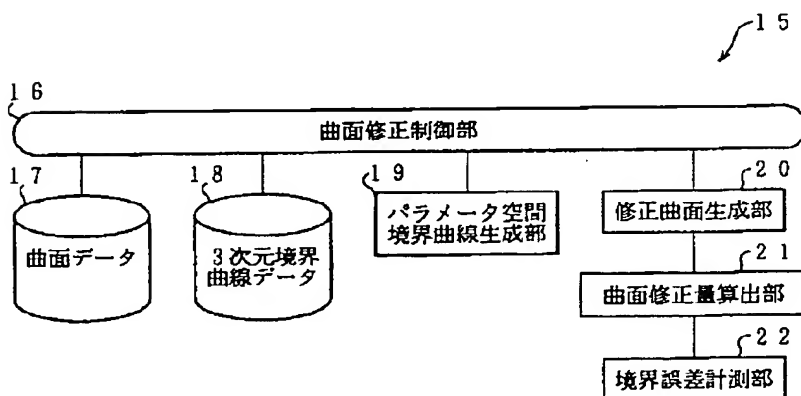 15
16
曲面修正制御部
17
曲面データ
18
3次元境界
曲線データ
19
パラメータ空間
境界曲線生成部
20
修正曲面生成部
21
曲面修正量算出部
22
境界誤差計測部